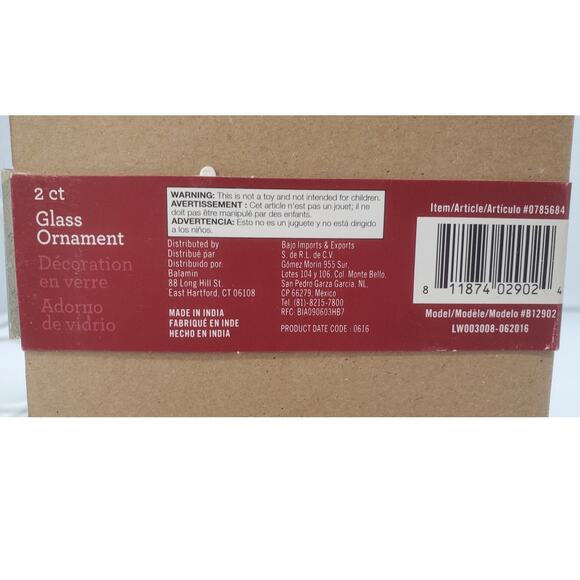 2 ct
Glass
Ornament
Décoration
en verre
Adorno
de vidrio
WARNING: This is not a toy and not intended for children.
AVERTISSEMENT : Cet article n'est pas un jouet; il ne
doit pas être manipulé par des enfants.
ADVERTENCIA: Esto no es un juguete y no está dirigido
a los niños.
Distributed by
Distribué par
Distribuido por:
Balamin
88 Long Hill St.
East Hartford, CT 06108
MADE IN INDIA
FABRIQUÉ EN INDE
HECHO EN INDIA
Bajo Imports & Exports
S. de R.L. de C.V.
Gómez Morin 955 Sur,
Lotes 104 y 106. Col. Monte Bello,
San Pedro Garza Garcia, NL,
CP 66279, México
Tel. (81)-8215-7800
RFC: BIA090603HB7
PRODUCT DATE CODE : 0616
Item/Article/Artículo #0785684
8 11874 02902 4
Model/Modèle/Modelo #B12902
LW003008-062016